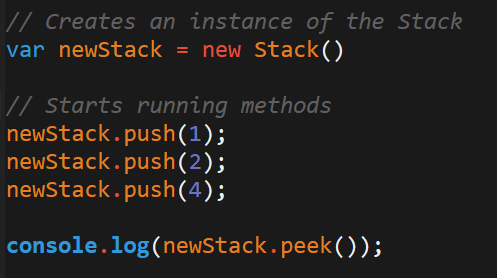 // Creates an instance of the Stack
var newStack = new Stack()
// Starts running methods
newStack.push(1);
newStack.push(2);
newStack.push(4);
console.log(newStack.peek());